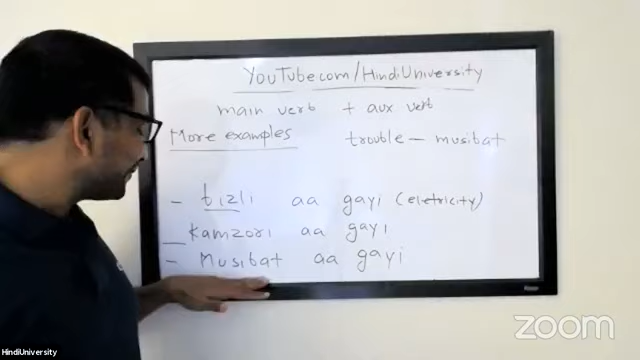 YouTube.com/HindiUniversity
main verb + aux verb
More examples trouble – musibat
– bizli aa gayi (eletricity)
Kamzori aa gayi
– Musibat aa gayi
zoom
HindiUniversity